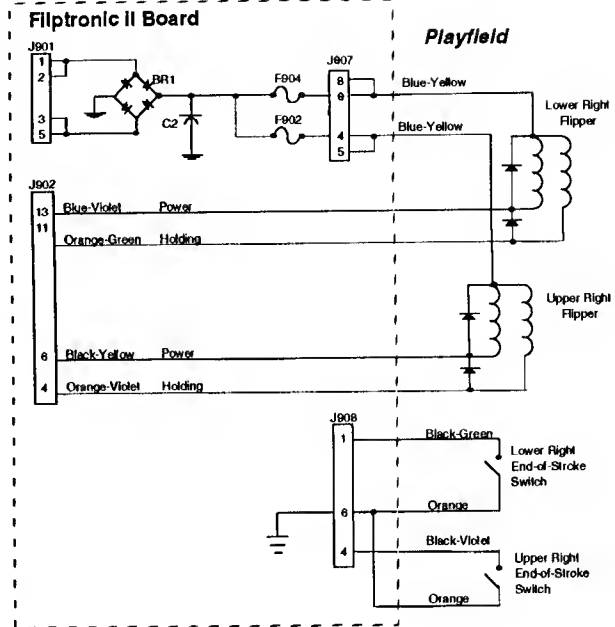 Fliptronic II Board
Playfield
J901
1
2
3
5
BR1
C2
F904
F902
J907
8
9
4
5
Blue-Yellow
Blue-Yellow
Lower Right
Flipper
J902
13
11
6
4
Blue-Violet Power
Orange-Green Holding
Black-Yellow Power
Orange-Violet Holding
Upper Right
Flipper
J908
1
6
4
Black-Green
Orange
Black-Violet
Orange
Lower Right
End-of-Stroke
Switch
Upper Right
End-of-Stroke
Switch